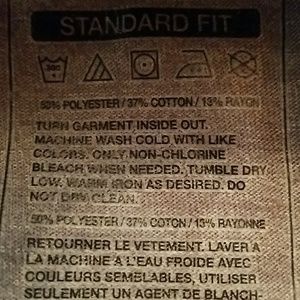 STANDARD FIT
50% POLYESTER / 37% COTTON / 13% RAYON
TURN GARMENT INSIDE OUT.
MACHINE WASH COLD WITH LIKE
COLORS. ONLY NON-CHLORINE
BLEACH WHEN NEEDED. TUMBLE DRY
LOW. WARM IRON AS DESIRED. DO
NOT DRY CLEAN.
50% POLYESTER / 37% COTON / 13% RAYONNE
RETOURNER LE VETEMENT. LAVER A
LA MACHINE A L'EAU FROIDE AVEC
COULEURS SEMBLABLES, UTILISER
SEULEMENT UN AGENT DE BLANCH-